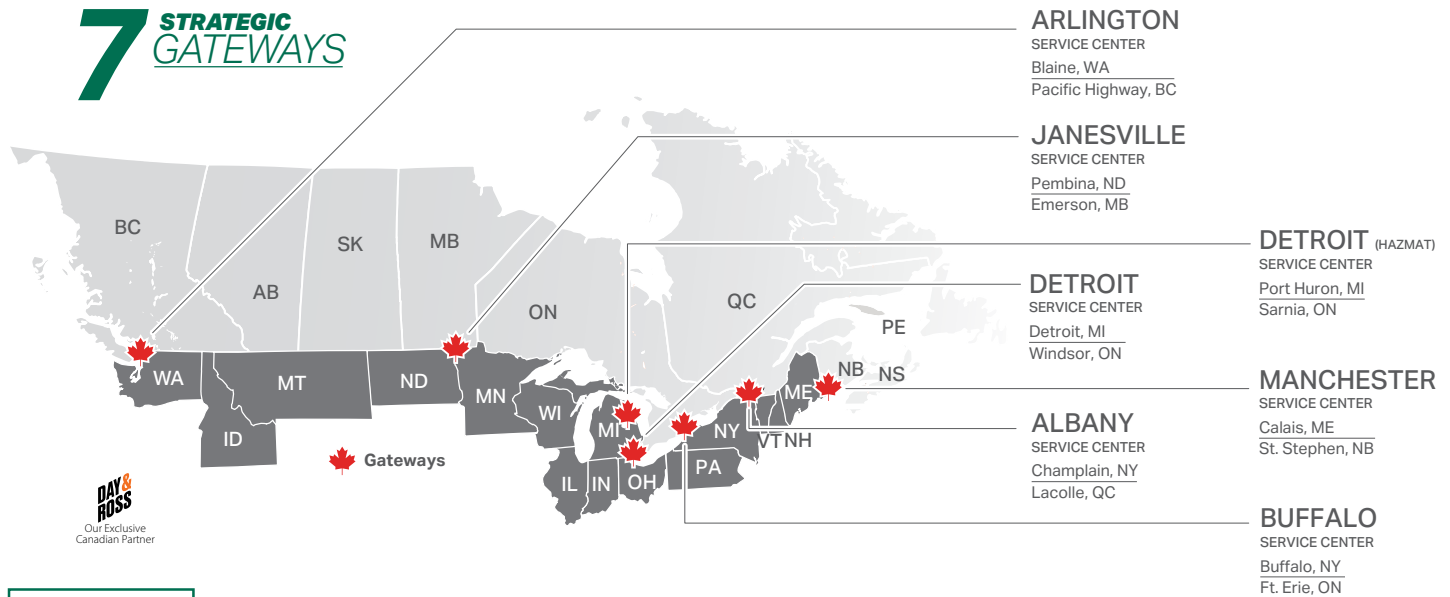 7 STRATEGIC
GATEWAYS
ARLINGTON
SERVICE CENTER
Blaine, WA
Pacific Highway, BC
JANESVILLE
SERVICE CENTER
Pembina, ND
Emerson, MB
DETROIT (HAZMAT)
SERVICE CENTER
Port Huron, MI
Sarnia, ON
DETROIT
SERVICE CENTER
Detroit, MI
Windsor, ON
MANCHESTER
SERVICE CENTER
Calais, ME
St. Stephen, NB
ALBANY
SERVICE CENTER
Champlain, NY
Lacolle, QC
BUFFALO
SERVICE CENTER
Buffalo, NY
Ft. Erie, ON
BC
AB
SK
MB
ON
QC
PE
NB
NS
WA
MT
ND
MN
ID
WI
MI
NY
VT
NH
ME
IL
IN
OH
PA
Gateways
DAY&
ROSS
Our Exclusive
Canadian Partner